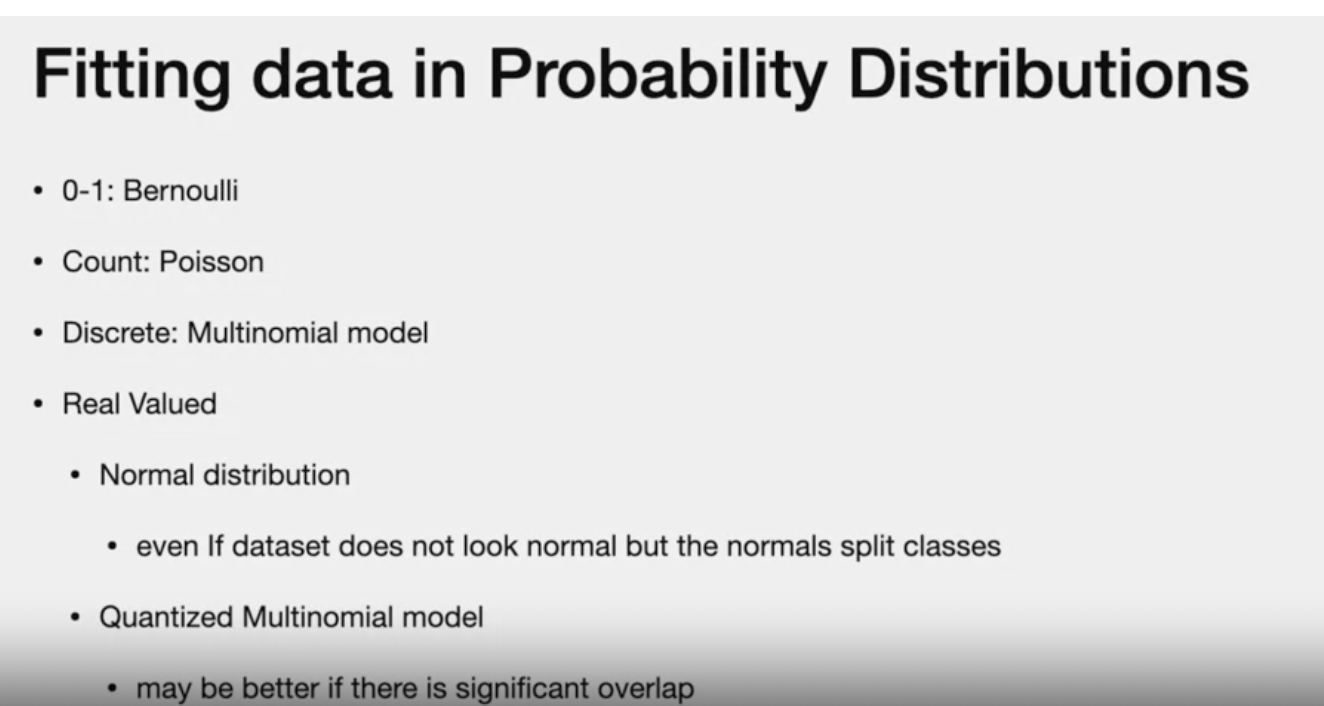 Fitting data in Probability Distributions
• 0-1: Bernoulli
• Count: Poisson
• Discrete: Multinomial model
• Real Valued
• Normal distribution
• even If dataset does not look normal but the normals split classes
• Quantized Multinomial model
• may be better if there is significant overlap